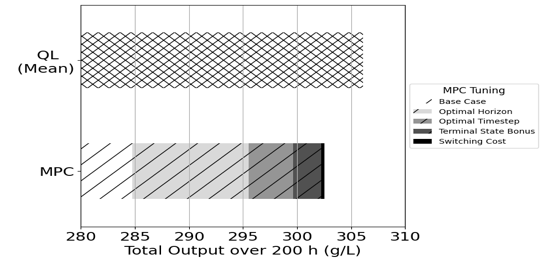 QL
(Mean)
MPC
280 285 290 295 300 305 310
Total Output over 200 h (g/L)
MPC Tuning
Base Case
Optimal Horizon
Optimal Timestep
Terminal State Bonus
Switching Cost